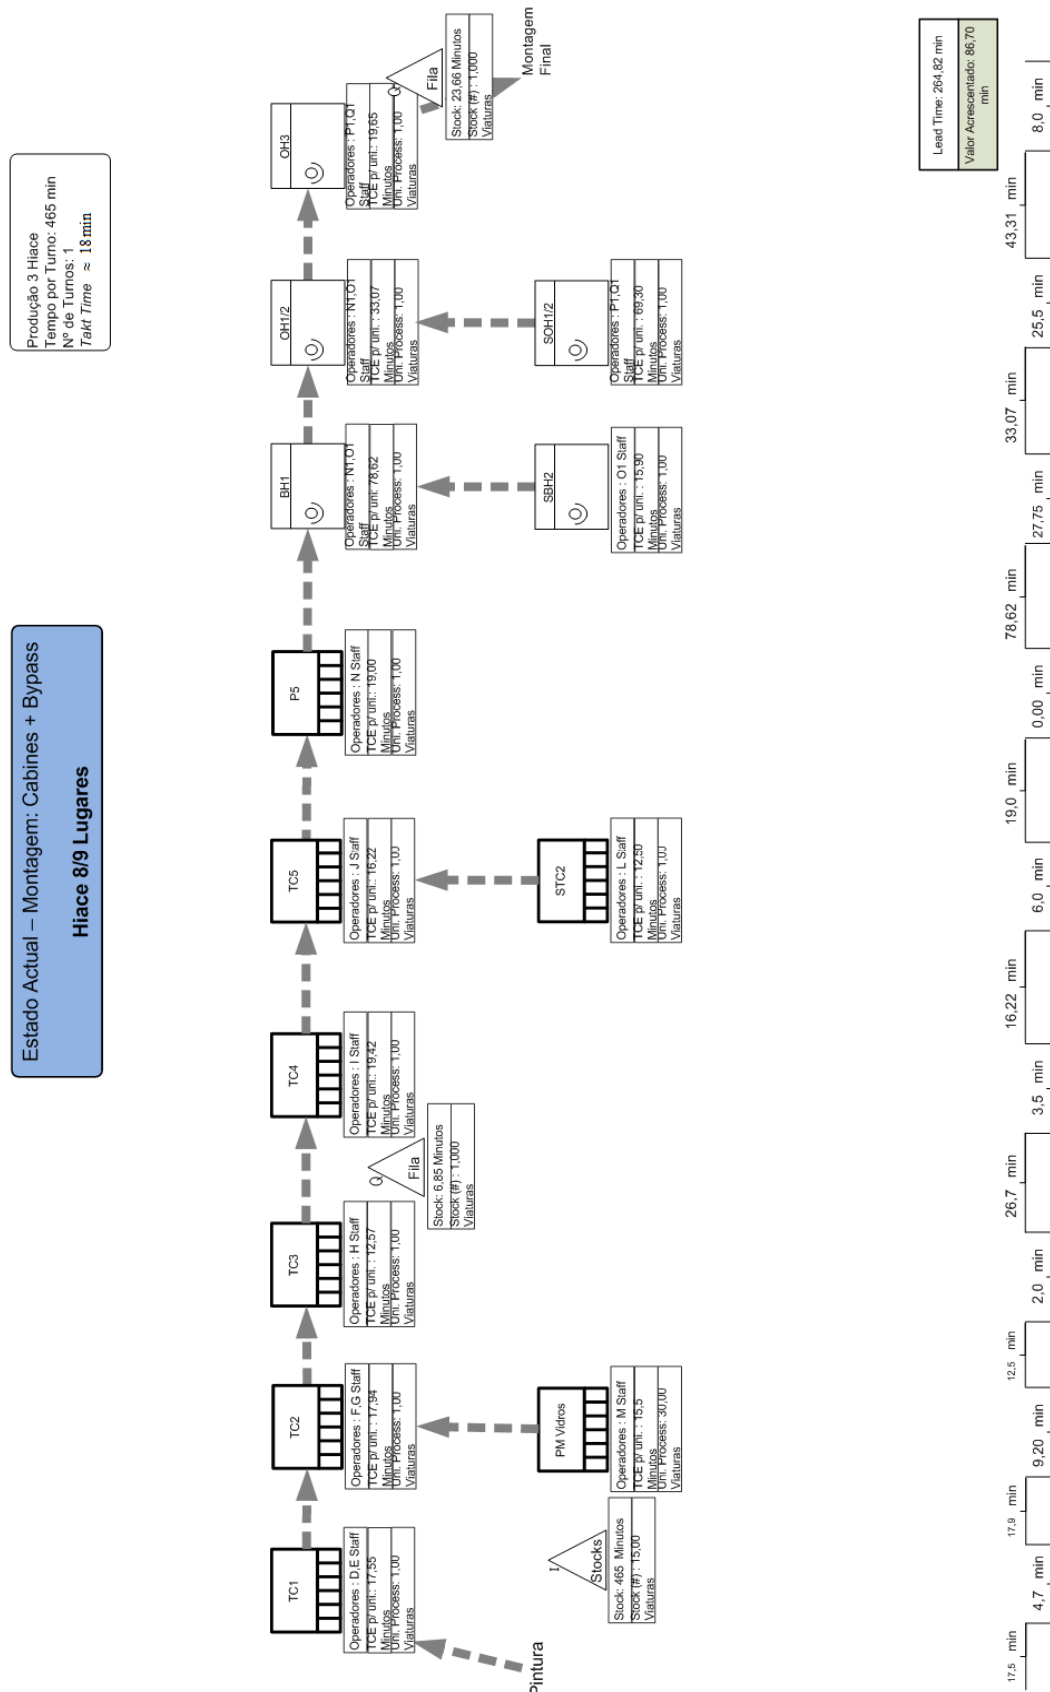 Estado Actual – Montagem: Cabines + Bypass
Hiace 8/9 Lugares
Produção 3 Hiace
Tempo por Turno: 465 min
Nº de Turnos: 1
Takt Time ≈ 18min
Pintura
TC1
Operadores : D,E Staff
TCE p/ uni.: 17,55
Minutos
Uni. Process: 1,00
Viaturas
TC2
Operadores : F,G Staff
TCE p/ uni. : 17,94
Minutos
Uni. Process: 1,00
Viaturas
TC3
Operadores : H Staff
TCE p/ uni. : 12,57
Minutos
Uni. Process: 1,00
Viaturas
Q
Fila
Stock: 6,85 Minutos
Stock (#) : 1,000
Viaturas
TC4
Operadores : I Staff
TCE p/ uni.: 19,42
Minutos
Uni. Process: 1,00
Viaturas
TC5
Operadores : J Staff
TCE p/ uni.: 16,22
Minutos
Uni. Process: 1,00
Viaturas
P5
Operadores : N Staff
TCE p/ uni.: 19,00
Minutos
Uni. Process: 1,00
Viaturas
BH1
Operadores : N1,O1
Staff
TCE p/ uni: 78,62
Minutos
Uni. Process: 1,00
Viaturas
OH1/2
Operadores : N1,O1
Staff
TCE p/ uni. : 33,07
Minutos
Uni. Process: 1,00
Viaturas
OH3
Operadores : P1,Q1
Staff
TCE p/ uni. : 19,65
Minutos
Uni. Process: 1,00
Viaturas
Q
Fila
Stock: 23,66 Minutos
Stock (#) : 1,000
Viaturas
Montagem
Final
I
Stocks
Stock: 465 Minutos
Stock (#) : 15,00
Viaturas
PM Vidros
Operadores : M Staff
TCE p/ uni. : 15,5
Minutos
Uni. Process: 30,00
Viaturas
STC2
Operadores : L Staff
TCE p/ uni. : 12,50
Minutos
Uni. Process: 1,00
Viaturas
SBH2
Operadores : O1 Staff
TCE p/ uni. : 15,90
Minutos
Uni. Process: 1,00
Viaturas
SOH1/2
Operadores : P1,Q1
Staff
TCE p/ uni. : 69,30
Minutos
Uni. Process: 1,00
Viaturas
Lead Time: 264,82 min
Valor Acrescentado: 86,70
min
17,5 min
4,7 min
17,9 min
9,20 min
12,5 min
2,0 min
26,7 min
3,5 min
16,22 min
6,0 min
19,0 min
0,00 min
78,62 min
27,75 min
33,07 min
25,5 min
43,31 min
8,0 min